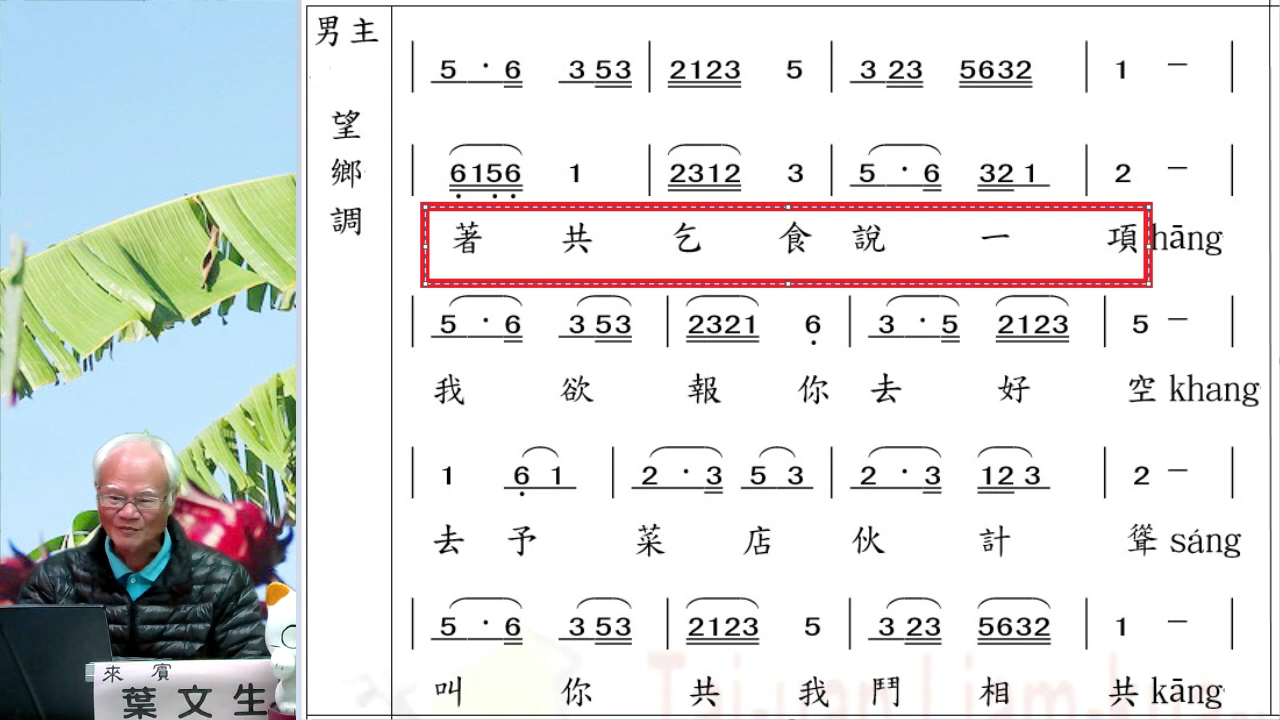 男主
望鄉調
| 5 · 6 3 53 | 2123 5 | 3 23 5632 | 1 — |
| 6156 1 | 2312 3 | 5 · 6 32 1 | 2 — |
著 共 乞 食 說 一 項 hāng
| 5 · 6 3 53 | 2321 6 | 3 · 5 2123 | 5 — |
我 欲 報 你 去 好 空 khang
| 1 6 1 | 2 · 3 5 3 | 2 · 3 12 3 | 2 — |
去 予 菜 店 伙 計 聳 sáng
| 5 · 6 3 53 | 2123 5 | 3 23 5632 | 1 — |
叫 你 共 我 鬥 相 共 kāng
來 賓
葉 文 生